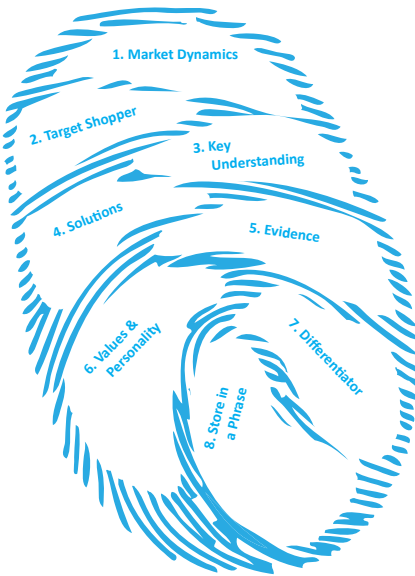 1. Market Dynamics
2. Target Shopper
3. Key
Understanding
4. Solutions
5. Evidence
6. Values &
Personality
7. Differentiator
8. Store in
a Phrase